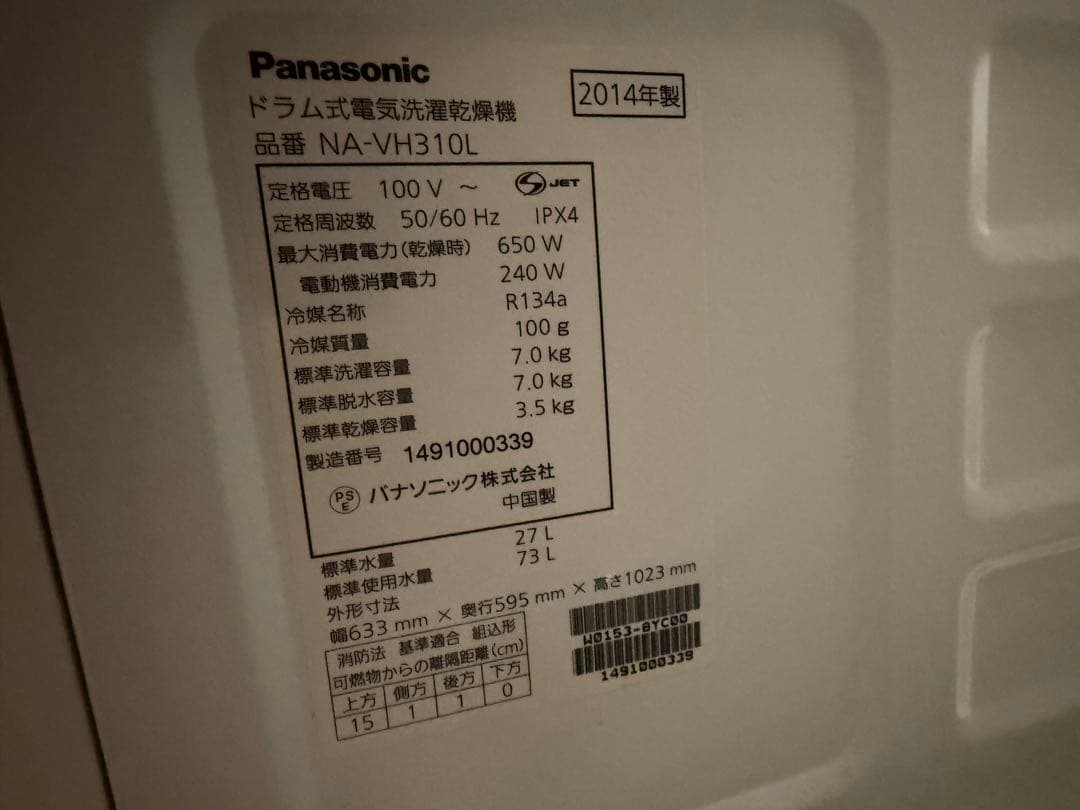 Panasonic
2014年製
ドラム式電気洗濯乾燥機
品番 NA-VH310L
定格電圧 100 V ~ S JET
定格周波数 50/60 Hz IPX4
最大消費電力(乾燥時) 650 W
電動機消費電力 240 W
冷媒名称 R134a
冷媒質量 100 g
標準洗濯容量 7.0 kg
標準脱水容量 7.0 kg
標準乾燥容量 3.5 kg
製造番号 1491000339
PSE パナソニック株式会社
中国製
標準水量 27 L
標準使用水量 73 L
外形寸法
幅633 mm × 奥行595 mm × 高さ1023 mm
消防法 基準適合 組込形
可燃物からの離隔距離(cm)
上方 側方 後方 下方
15 1 1 0
W0153-8YC00
1491000339